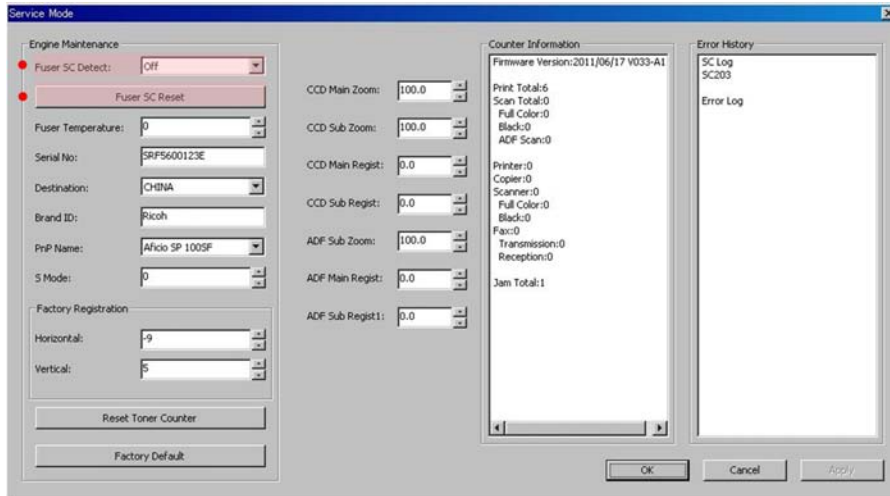 Service Mode
Engine Maintenance
Fuser SC Detect: Off
Fuser SC Reset
Fuser Temperature: 0
Serial No: SRF5600123E
Destination: CHINA
Brand ID: Ricoh
PnP Name: Aficio SP 100SF
S Mode: 0
Factory Registration
Horizontal: -9
Vertical: 5
Reset Toner Counter
Factory Default
CCD Main Zoom: 100.0
CCD Sub Zoom: 100.0
CCD Main Regist: 0.0
CCD Sub Regist: 0.0
ADF Sub Zoom: 100.0
ADF Main Regist: 0.0
ADF Sub Regist1: 0.0
Counter Information
Firmware Version:2011/06/17 V033-A1
Print Total:6
Scan Total:0
Full Color:0
Black:0
ADF Scan:0
Printer:0
Copier:0
Scanner:0
Full Color:0
Black:0
Fax:0
Transmission:0
Reception:0
Jam Total:1
Error History
SC Log
SC203
Error Log
OK
Cancel
Apply